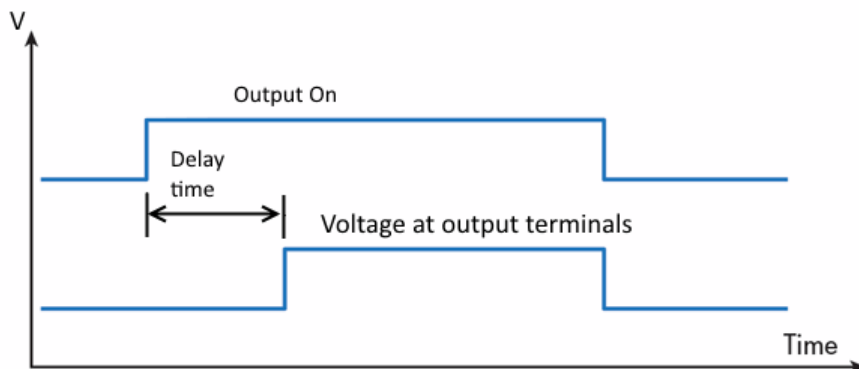 V
Output On
Delay
time
Voltage at output terminals
Time